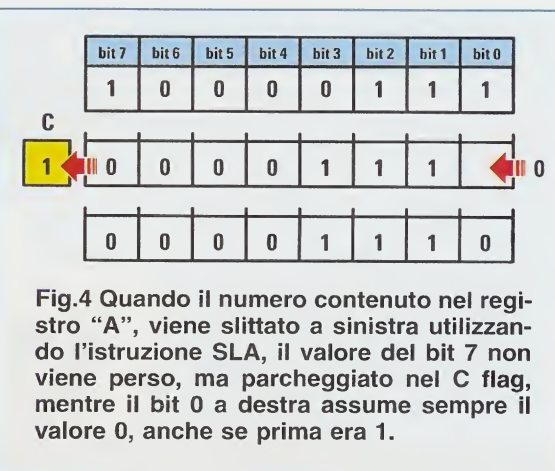 bit 7 bit 6 bit 5 bit 4 bit 3 bit 2 bit 1 bit 0
1 0 0 0 0 1 1 1
C
1 0 0 0 0 1 1 1 0
0 0 0 0 1 1 1 0
Fig.4 Quando il numero contenuto nel regi-
stro “A”, viene slittato a sinistra utilizzan-
do l’istruzione SLA, il valore del bit 7 non
viene perso, ma parcheggiato nel C flag,
mentre il bit 0 a destra assume sempre il
valore 0, anche se prima era 1.